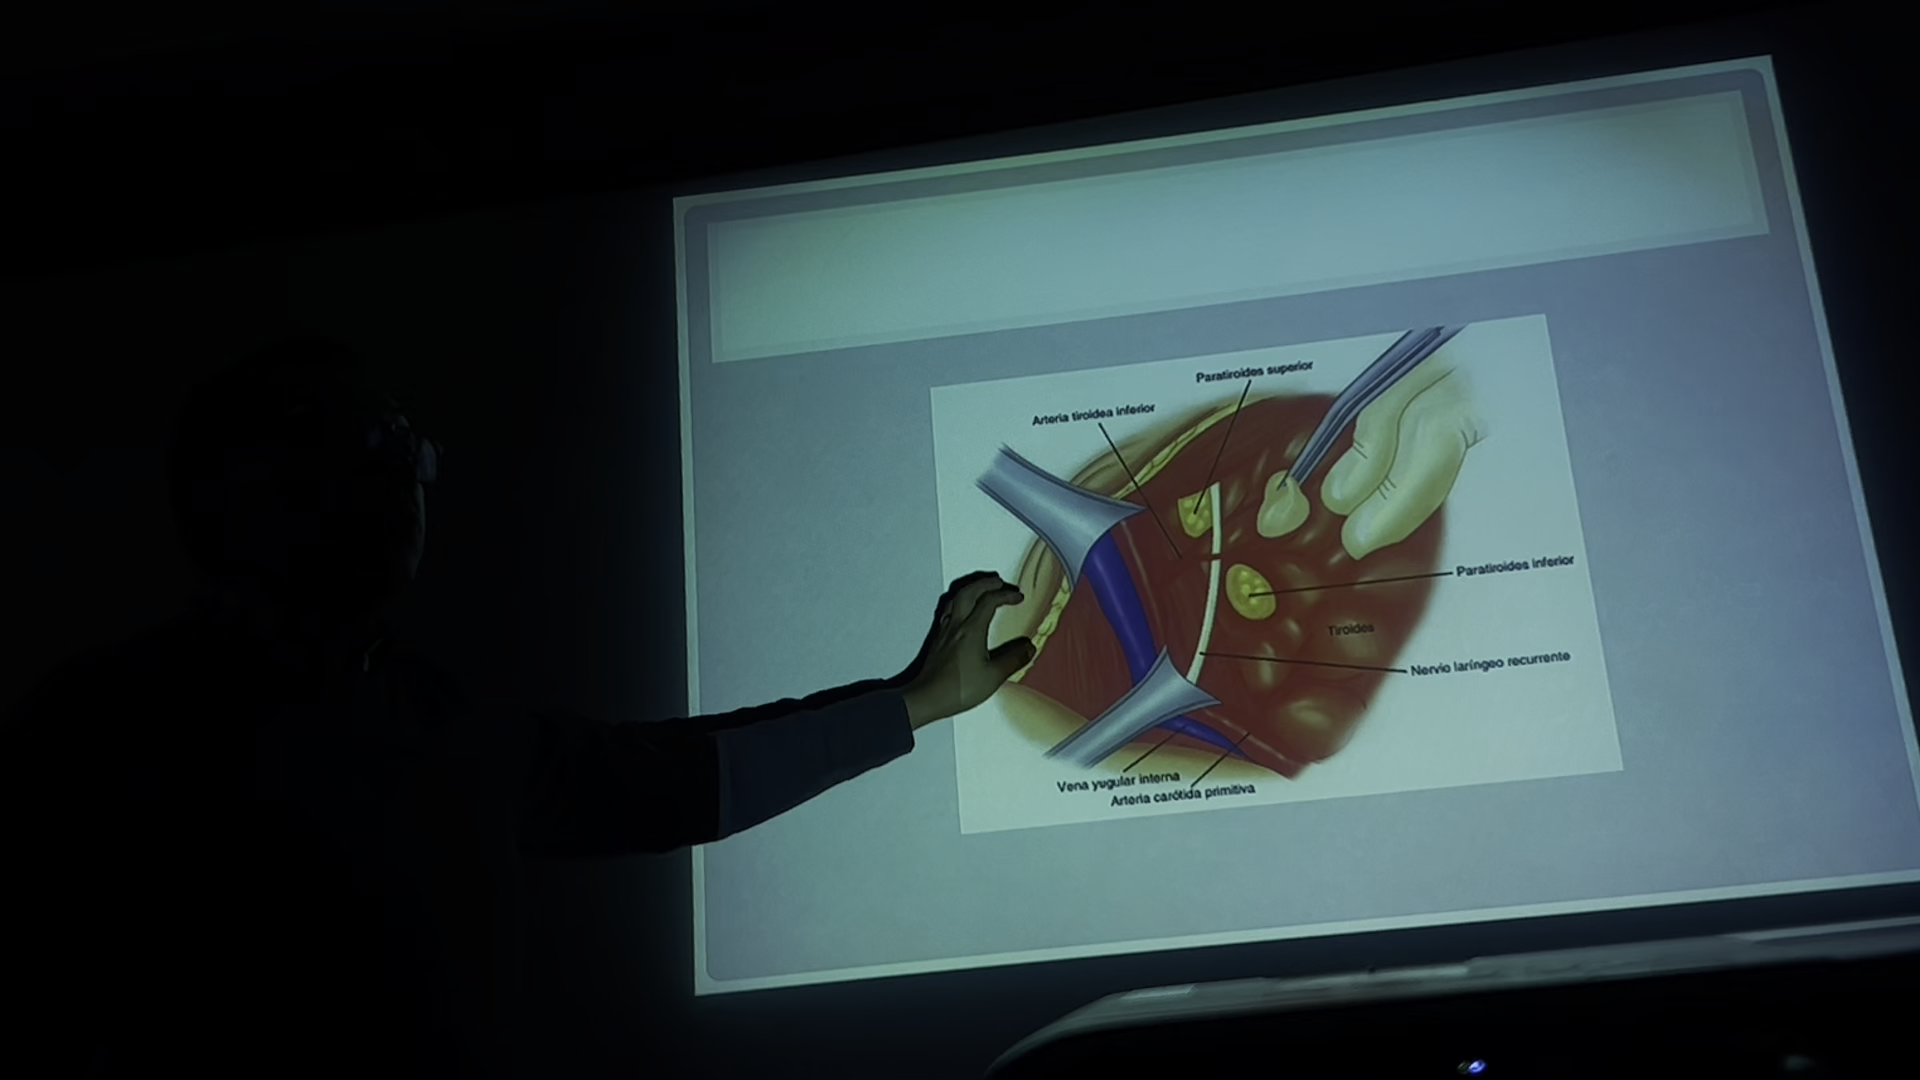 Paratiroides superior
Arteria tiroidea inferior
Paratiroides inferior
Tiroides
Nervio laríngeo recurrente
Vena yugular interna
Arteria carótida primitiva